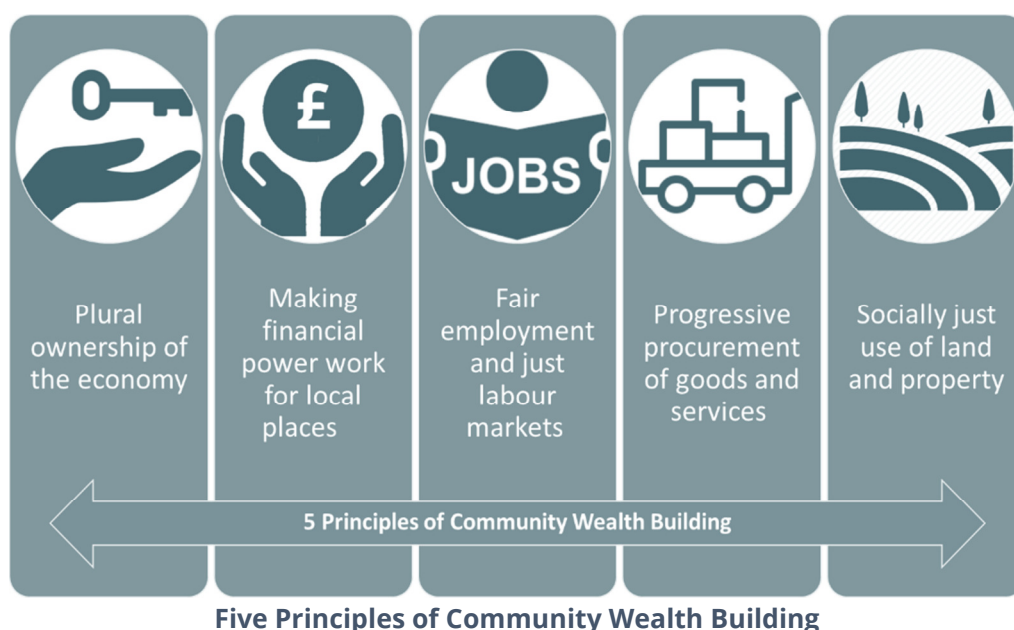 £
JOBS
Plural
ownership of
the economy
Making
financial
power work
for local
places
Fair
employment
and just
labour
markets
Progressive
procurement
of goods and
services
Socially just
use of land
and property
5 Principles of Community Wealth Building
Five Principles of Community Wealth Building